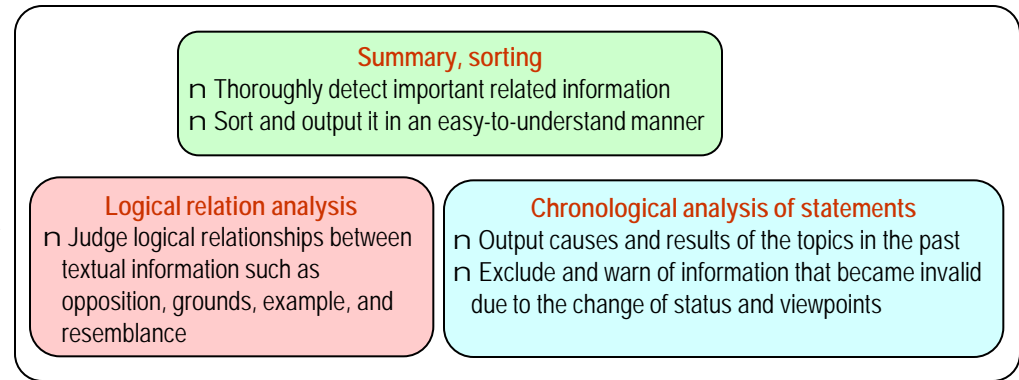 Summary, sorting
n Thoroughly detect important related information
n Sort and output it in an easy-to-understand manner
Logical relation analysis
n Judge logical relationships between
textual information such as
opposition, grounds, example, and
resemblance
Chronological analysis of statements
n Output causes and results of the topics in the past
n Exclude and warn of information that became invalid
due to the change of status and viewpoints